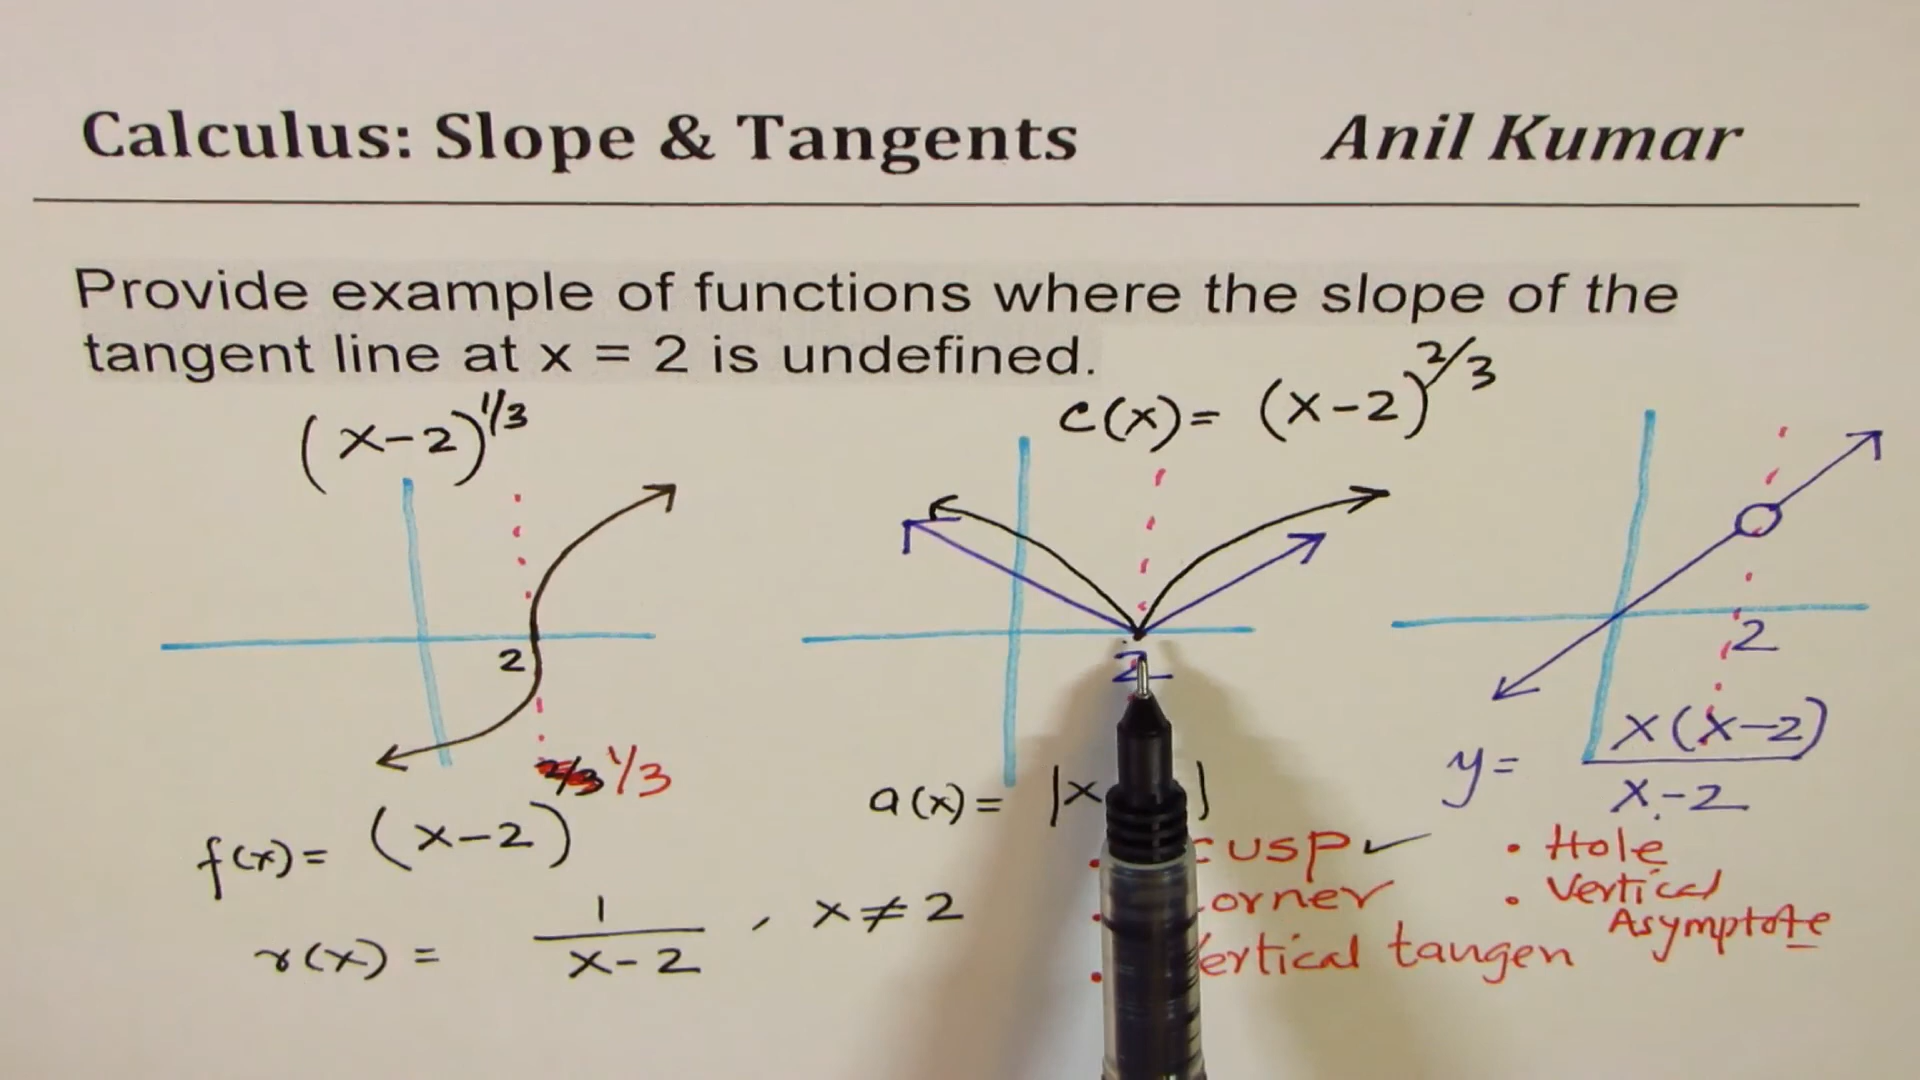 Calculus: Slope & Tangents Anil Kumar
Provide example of functions where the slope of the
tangent line at x = 2 is undefined.
(x-2)^1/3
c(x)= (x-2)^2/3
2
2
2
f(x)= (x-2)^1/3
a(x)= |x |
y= x(x-2)/x-2
r(x) = 1/x-2 , x≠2
• cusp ✓
• orner
• ertical tangen
• Hole
• Vertical
Asymptote